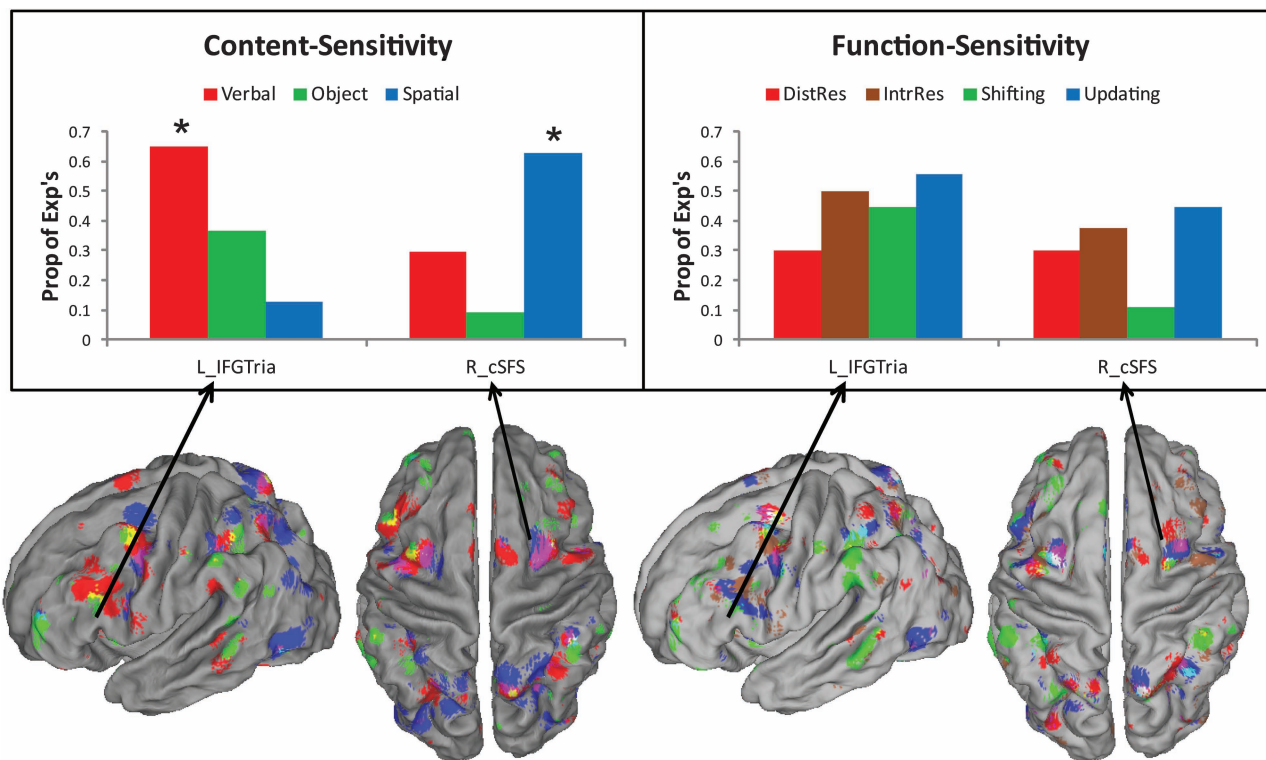 Content-Sensitivity
Verbal Object Spatial
* *
0.7
0.6
0.5
0.4
0.3
0.2
0.1
0
Prop of Exp's
L_IFGTria R_cSFS
Function-Sensitivity
DistRes IntrRes Shifting Updating
0.7
0.6
0.5
0.4
0.3
0.2
0.1
0
Prop of Exp's
L_IFGTria R_cSFS